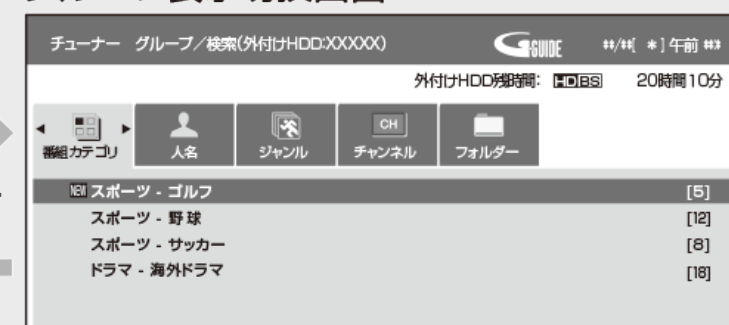 チューナー グループ/検索(外付けHDD:XXXXX) G-GUIDE ‡‡/‡‡[ *]午前
外付けHDD残時間: HD BS 20時間10分
番組カテゴリ 人名 ジャンル CH チャンネル フォルダー
NEW スポーツ - ゴルフ [5]
スポーツ - 野球 [12]
スポーツ - サッカー [8]
ドラマ - 海外ドラマ [18]